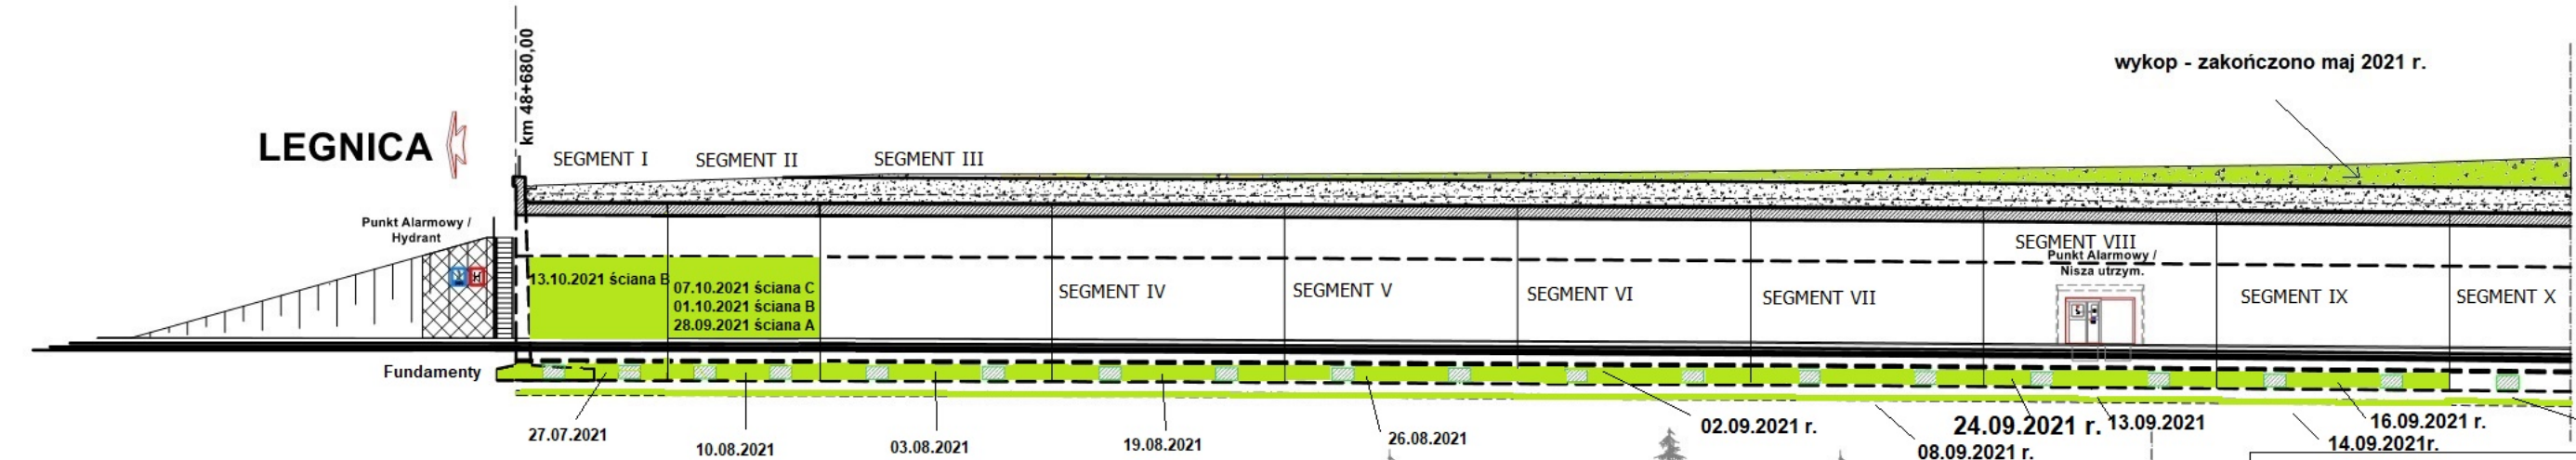 km 48+680,00
wykop - zakończono maj 2021 r.
LEGNICA
SEGMENT I
SEGMENT II
SEGMENT III
Punkt Alarmowy /
Hydrant
H
13.10.2021 ściana B
07.10.2021 ściana C
01.10.2021 ściana B
28.09.2021 ściana A
SEGMENT IV
SEGMENT V
SEGMENT VI
SEGMENT VII
SEGMENT VIII
Punkt Alarmowy /
Nisza utrzym.
SEGMENT IX
SEGMENT X
Fundamenty
27.07.2021
10.08.2021
03.08.2021
19.08.2021
26.08.2021
02.09.2021 r.
08.09.2021 r.
24.09.2021 r.
13.09.2021
14.09.2021r.
16.09.2021 r.